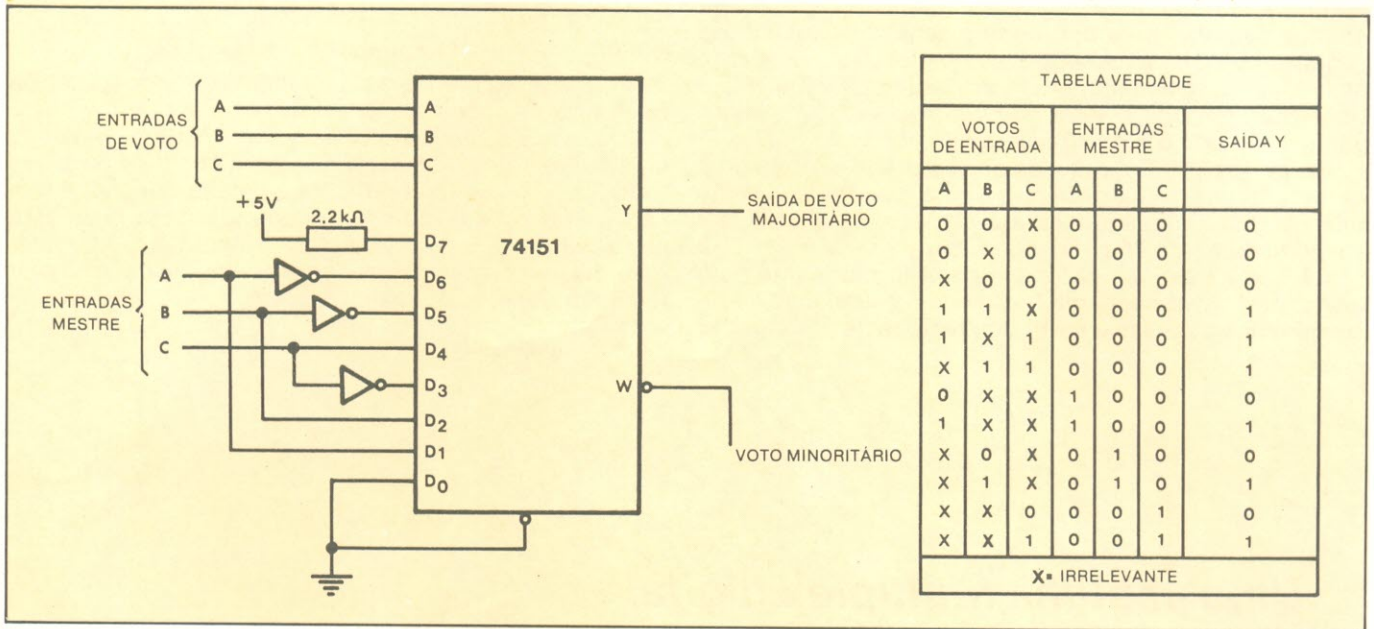 ENTRADAS
DE VOTO
A
B
C
A
B
C
+5V
2,2kΩ
ENTRADAS
MESTRE
A
B
C
D7
D6
D5
D4
D3
D2
D1
D0
74151
Y
W
SAÍDA DE VOTO
MAJORITÁRIO
VOTO MINORITÁRIO
TABELA VERDADE
VOTOS
DE ENTRADA
ENTRADAS
MESTRE
SAÍDA Y
A B C A B C
0 0 X 0 0 0 0
0 X 0 0 0 0 0
X 0 0 0 0 0 0
1 1 X 0 0 0 1
1 X 1 0 0 0 1
X 1 1 0 0 0 1
0 X X 1 0 0 0
1 X X 1 0 0 1
X 0 X 0 1 0 0
X 1 X 0 1 0 1
X X 0 0 0 1 0
X X 1 0 0 1 1
X= IRRELEVANTE